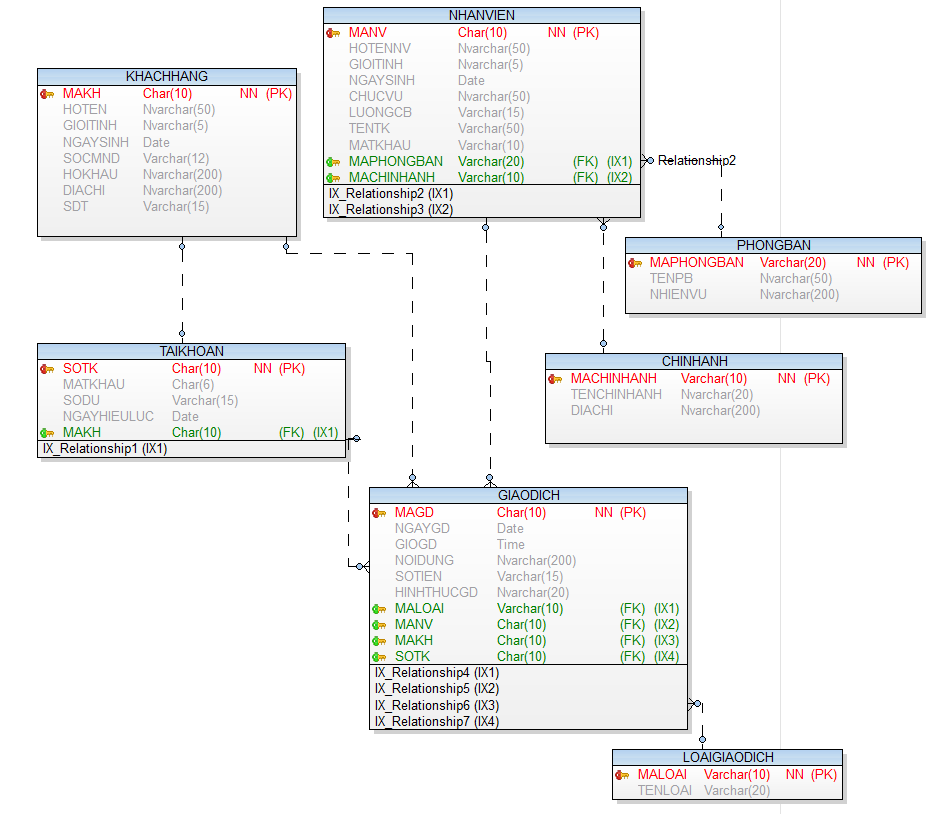 NHANVIEN
MANV Char(10) NN (PK)
HOTENNV Nvarchar(50)
GIOITINH Nvarchar(5)
NGAYSINH Date
CHUCVU Nvarchar(50)
LUONGCB Varchar(15)
TENTK Varchar(50)
MATKHAU Varchar(10)
MAPHONGBAN Varchar(20) (FK) (IX1)
MACHINHANH Varchar(10) (FK) (IX2)
IX_Relationship2 (IX1)
IX_Relationship3 (IX2)
KHACHHANG
MAKH Char(10) NN (PK)
HOTEN Nvarchar(50)
GIOITINH Nvarchar(5)
NGAYSINH Date
SOCMND Varchar(12)
HOKHAU Nvarchar(200)
DIACHI Nvarchar(200)
SDT Varchar(15)
Relationship2
PHONGBAN
MAPHONGBAN Varchar(20) NN (PK)
TENPB Nvarchar(50)
NHIENVU Nvarchar(200)
TAIKHOAN
SOTK Char(10) NN (PK)
MATKHAU Char(6)
SODU Varchar(15)
NGAYHIEULUC Date
MAKH Char(10) (FK) (IX1)
IX_Relationship1 (IX1)
CHINHANH
MACHINHANH Varchar(10) NN (PK)
TENCHINHANH Nvarchar(20)
DIACHI Nvarchar(200)
GIAODICH
MAGD Char(10) NN (PK)
NGAYGD Date
GIOGD Time
NOIDUNG Nvarchar(200)
SOTIEN Varchar(15)
HINHTHUCGD Nvarchar(20)
MALOAI Varchar(10) (FK) (IX1)
MANV Char(10) (FK) (IX2)
MAKH Char(10) (FK) (IX3)
SOTK Char(10) (FK) (IX4)
IX_Relationship4 (IX1)
IX_Relationship5 (IX2)
IX_Relationship6 (IX3)
IX_Relationship7 (IX4)
LOAIGIAODICH
MALOAI Varchar(10) NN (PK)
TENLOAI Varchar(20)